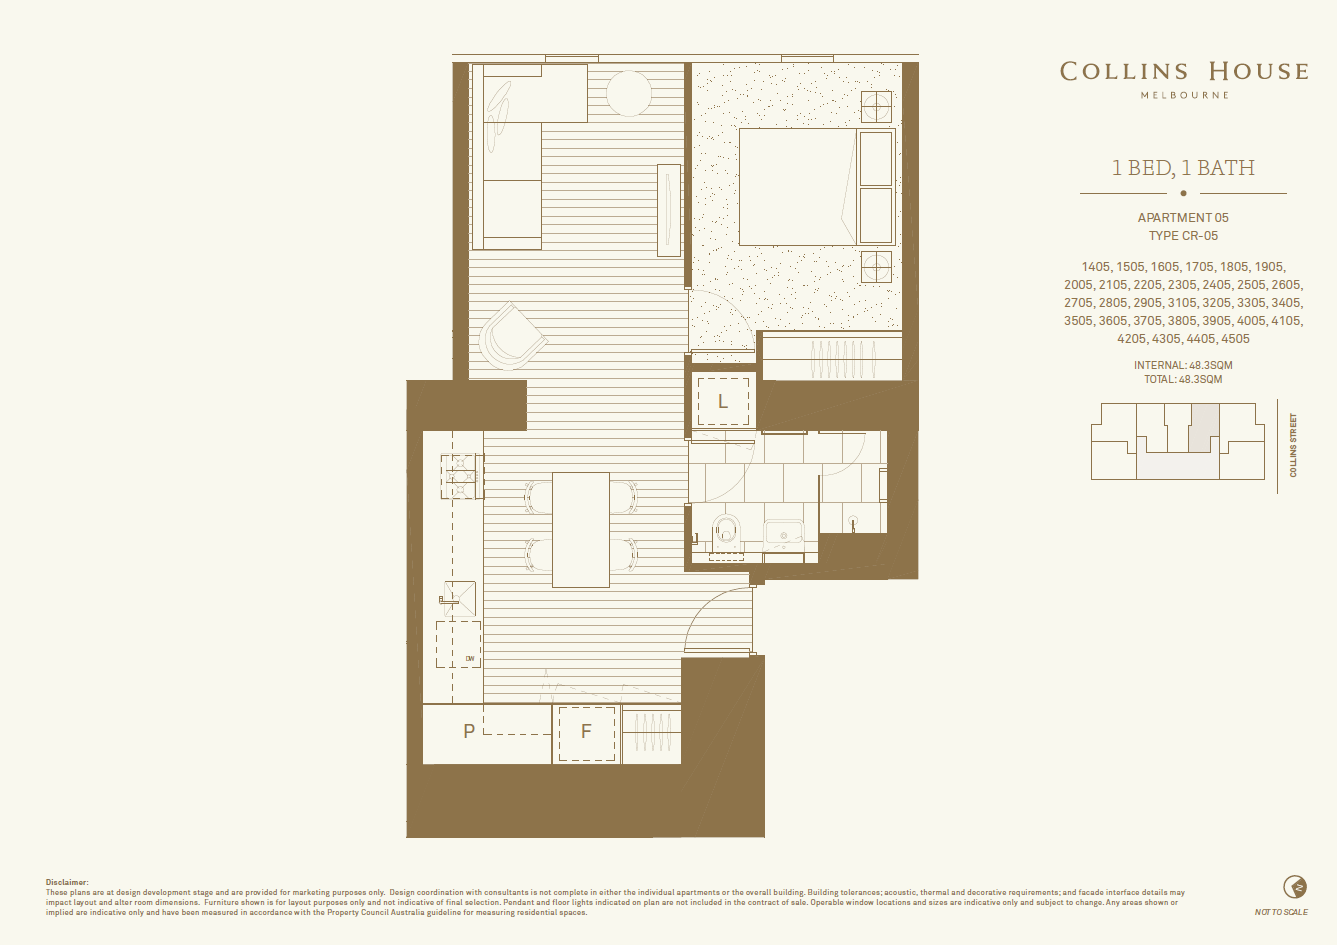 COLLINS HOUSE
MELBOURNE
1 BED, 1 BATH
APARTMENT 05
TYPE CR-05
1405, 1505, 1605, 1705, 1805, 1905,
2005, 2105, 2205, 2305, 2405, 2505, 2605,
2705, 2805, 2905, 3105, 3205, 3305, 3405,
3505, 3605, 3705, 3805, 3905, 4005, 4105,
4205, 4305, 4405, 4505
INTERNAL: 48.3SQM
TOTAL: 48.3SQM
COLLINS STREET
L
DW
P
F
Disclaimer:
These plans are at design development stage and are provided for marketing purposes only. Design coordination with consultants is not complete in either the individual apartments or the overall building. Building tolerances; acoustic, thermal and decorative requirements; and facade interface details may
impact layout and alter room dimensions. Furniture shown is for layout purposes only and not indicative of final selection. Pendant and floor lights indicated on plan are not included in the contract of sale. Operable window locations and sizes are indicative only and subject to change. Any areas shown or
implied are indicative only and have been measured in accordance with the Property Council Australia guideline for measuring residential spaces.
N
NOT TO SCALE